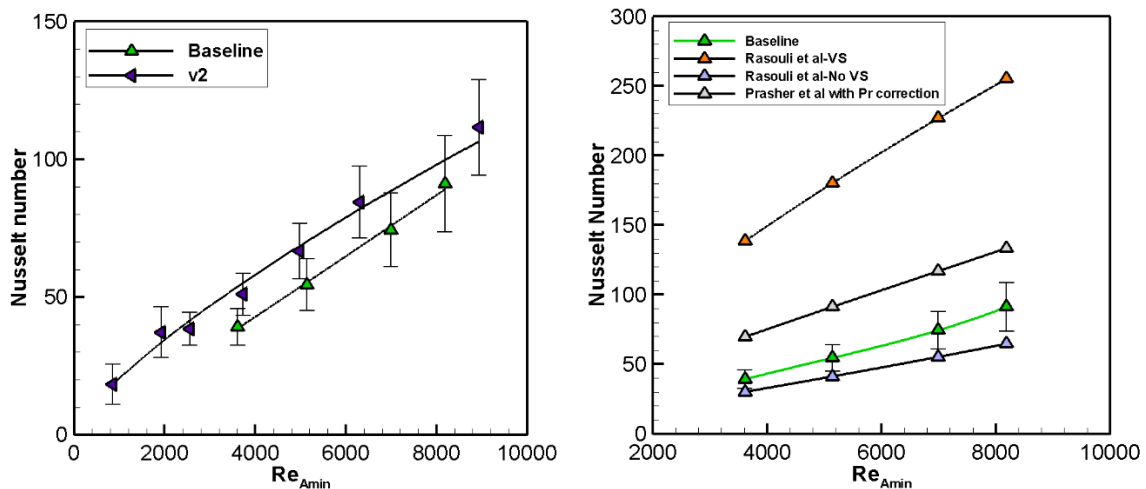 150
100
50
0
Nusselt number
Baseline
v2
0
2000
4000
6000
8000
10000
Re_Amin
300
250
200
150
100
50
0
Nusselt Number
Baseline
Rasouli et al-VS
Rasouli et al-No VS
Prasher et al with Pr correction
2000
4000
6000
8000
10000
Re_Amin